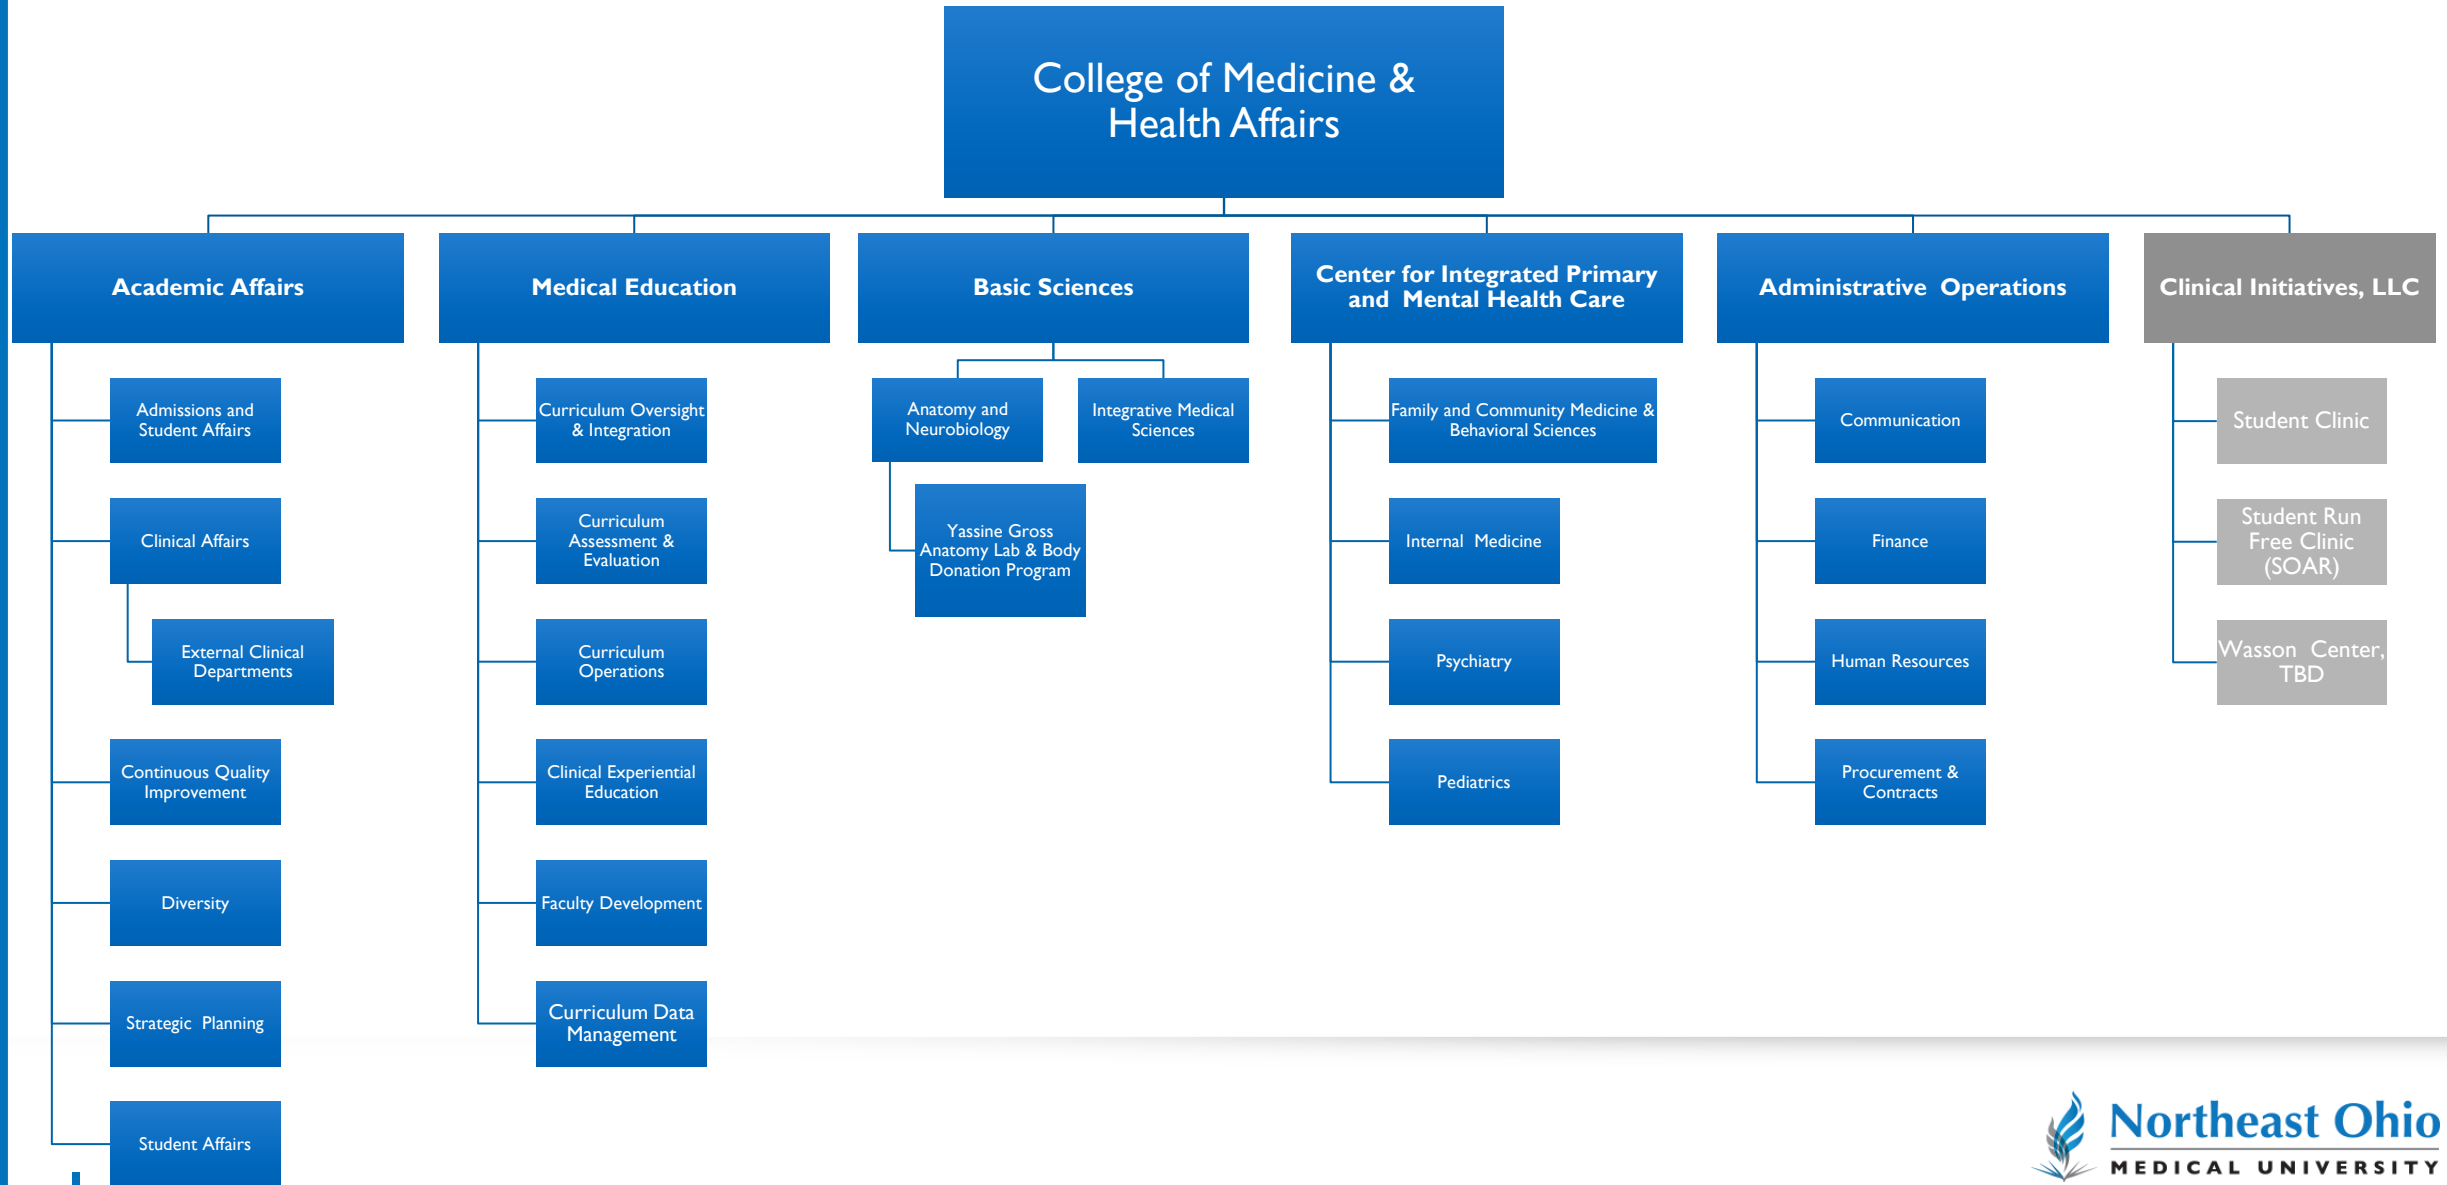 College of Medicine &
Health Affairs
Academic Affairs
Admissions and
Student Affairs
Clinical Affairs
External Clinical
Departments
Continuous Quality
Improvement
Diversity
Strategic Planning
Student Affairs
Medical Education
Curriculum Oversight
& Integration
Curriculum
Assessment &
Evaluation
Curriculum
Operations
Clinical Experiential
Education
Faculty Development
Curriculum Data
Management
Basic Sciences
Anatomy and
Neurobiology
Yassine Gross
Anatomy Lab & Body
Donation Program
Integrative Medical
Sciences
Center for Integrated Primary
and Mental Health Care
Family and Community Medicine &
Behavioral Sciences
Internal Medicine
Psychiatry
Pediatrics
Administrative Operations
Communication
Finance
Human Resources
Procurement &
Contracts
Clinical Initiatives, LLC
Student Clinic
Student Run
Free Clinic
(SOAR)
Wasson Center,
TBD
Northeast Ohio
MEDICAL UNIVERSITY